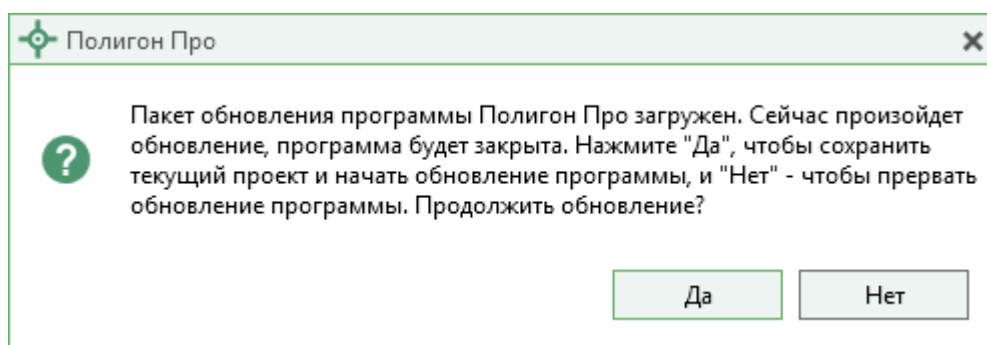 Полигон Про
Пакет обновления программы Полигон Про загружен. Сейчас произойдет
обновление, программа будет закрыта. Нажмите "Да", чтобы сохранить
текущий проект и начать обновление программы, и "Нет" - чтобы прервать
обновление программы. Продолжить обновление?
Да
Нет